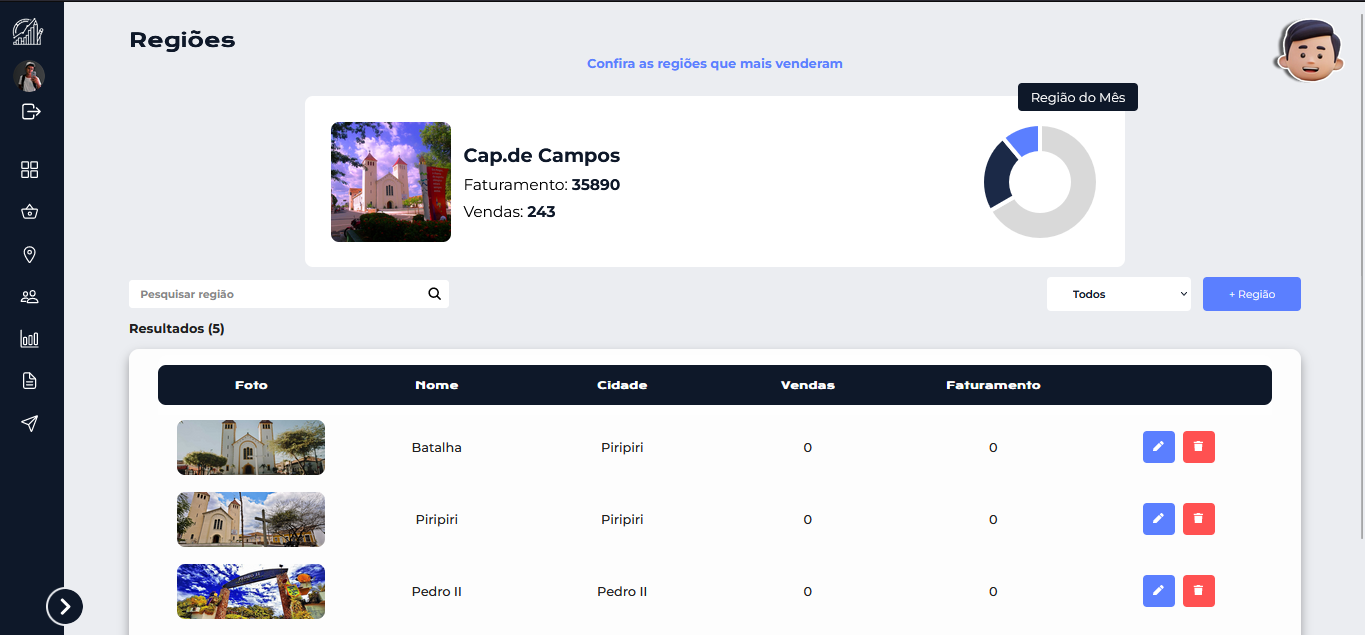 Regiões
Confira as regiões que mais venderam
Região do Mês
Cap.de Campos
Faturamento: 35890
Vendas: 243
Pesquisar região
Todos
+ Região
Resultados (5)
Foto Nome Cidade Vendas Faturamento
Batalha Piripiri 0 0
Piripiri Piripiri 0 0
PEDRO II
Pedro II Pedro II 0 0